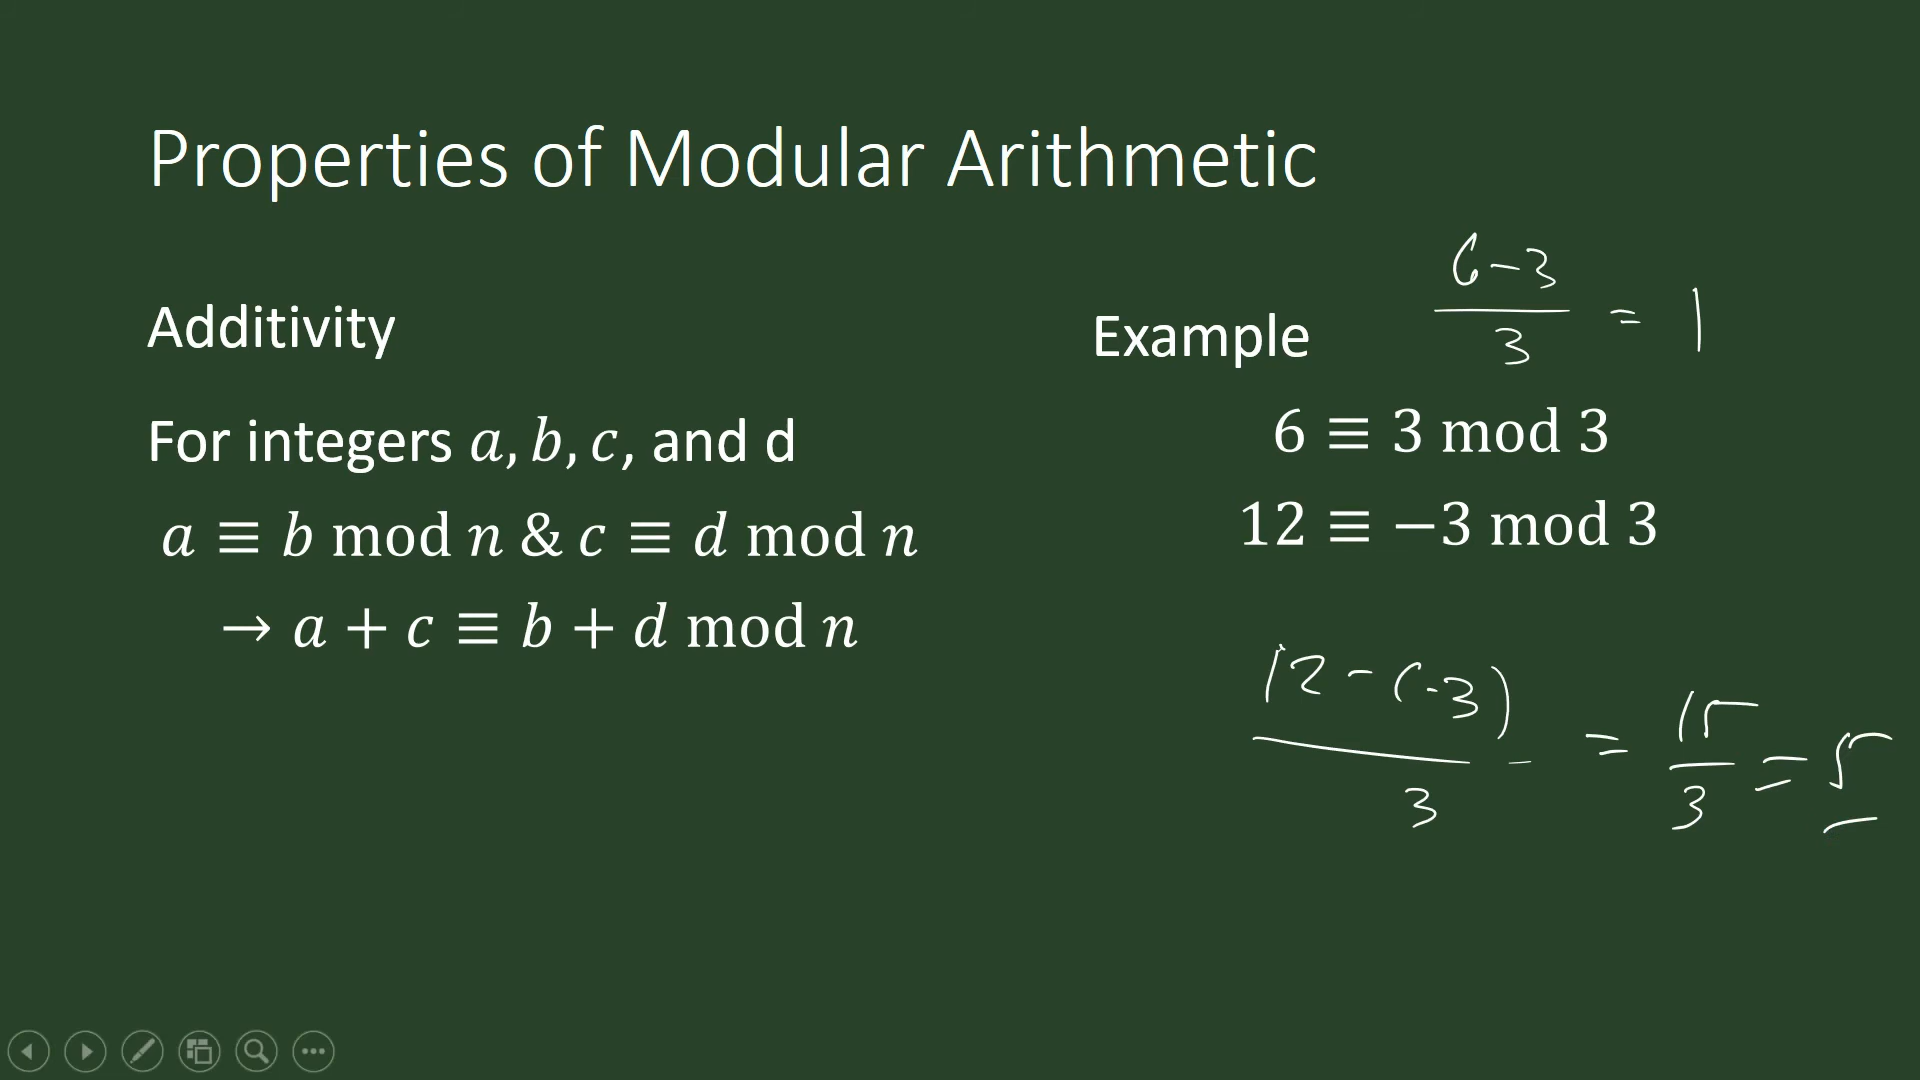 Properties of Modular Arithmetic
Additivity
For integers a, b, c, and d
a ≡ b mod n & c ≡ d mod n
→ a + c ≡ b + d mod n
6-3
3
= 1
Example
6 ≡ 3 mod 3
12 ≡ −3 mod 3
12-(-3)
3
= 15
3
= 5